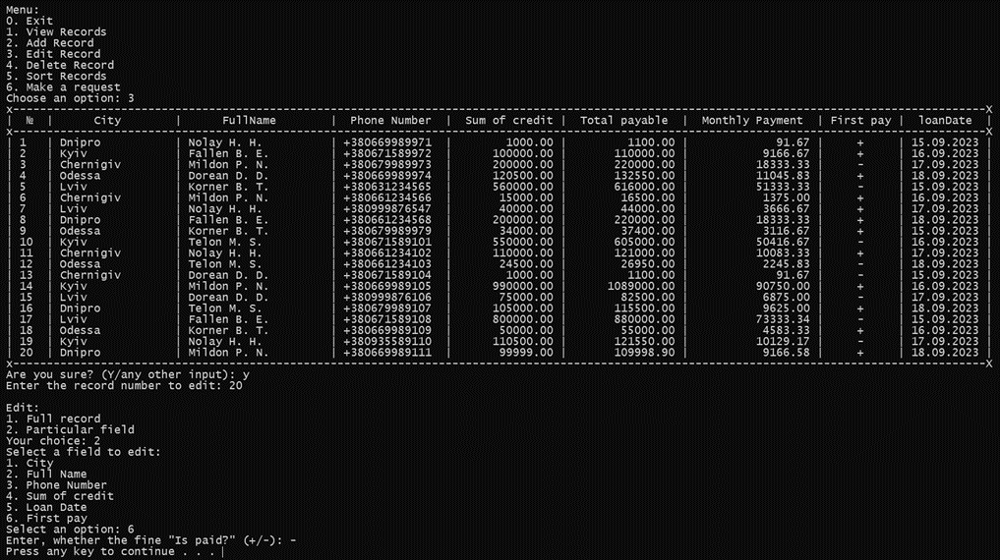 Menu:
0. Exit
1. View Records
2. Add Record
3. Edit Record
4. Delete Record
5. Sort Records
6. Make a request
Choose an option: 3
x---------------------------------------------------------------------------------------------------------------------------------------------------X
| № | City | FullName | Phone Number | Sum of credit | Total payable | Monthly Payment | First pay | loanDate |
x---------------------------------------------------------------------------------------------------------------------------------------------------X
| 1 | Dnipro | Nolay H. H. | +380669989971 | 1000.00 | 1100.00 | 91.67 | + | 15.09.2023 |
| 2 | Kyiv | Fallen B. E. | +380671589972 | 100000.00 | 110000.00 | 9166.67 | + | 16.09.2023 |
| 3 | Chernigiv | Mildon P. N. | +380679989973 | 200000.00 | 220000.00 | 18333.33 | - | 17.09.2023 |
| 4 | Odessa | Dorean D. D. | +380669989974 | 120500.00 | 132550.00 | 11045.83 | + | 18.09.2023 |
| 5 | Lviv | Korner B. T. | +380631234565 | 560000.00 | 616000.00 | 51333.33 | - | 15.09.2023 |
| 6 | Chernigiv | Mildon P. N. | +380661234566 | 15000.00 | 16500.00 | 1375.00 | + | 16.09.2023 |
| 7 | Lviv | Nolay H. H. | +380999876547 | 40000.00 | 44000.00 | 3666.67 | + | 17.09.2023 |
| 8 | Dnipro | Fallen B. E. | +380661234568 | 200000.00 | 220000.00 | 18333.33 | + | 18.09.2023 |
| 9 | Odessa | Korner B. T. | +380679989979 | 34000.00 | 37400.00 | 3116.67 | + | 15.09.2023 |
| 10 | Kyiv | Telon M. S. | +380671589101 | 550000.00 | 605000.00 | 50416.67 | - | 16.09.2023 |
| 11 | Chernigiv | Nolay H. H. | +380661234102 | 110000.00 | 121000.00 | 10083.33 | + | 17.09.2023 |
| 12 | Odessa | Telon M. S. | +380661234103 | 24500.00 | 26950.00 | 2245.83 | - | 18.09.2023 |
| 13 | Chernigiv | Dorean D. D. | +380671589104 | 1000.00 | 1100.00 | 91.67 | - | 15.09.2023 |
| 14 | Kyiv | Mildon P. N. | +380669989105 | 990000.00 | 1089000.00 | 90750.00 | + | 16.09.2023 |
| 15 | Lviv | Dorean D. D. | +380999876106 | 75000.00 | 82500.00 | 6875.00 | - | 17.09.2023 |
| 16 | Dnipro | Telon M. S. | +380679989107 | 105000.00 | 115500.00 | 9625.00 | + | 18.09.2023 |
| 17 | Lviv | Fallen B. E. | +380671589108 | 800000.00 | 880000.00 | 73333.34 | - | 15.09.2023 |
| 18 | Odessa | Korner B. T. | +380669989109 | 50000.00 | 55000.00 | 4583.33 | + | 16.09.2023 |
| 19 | Kyiv | Nolay H. H. | +380935589110 | 110500.00 | 121550.00 | 10129.17 | - | 17.09.2023 |
| 20 | Dnipro | Mildon P. N. | +380669989111 | 99999.00 | 109998.90 | 9166.58 | + | 18.09.2023 |
x---------------------------------------------------------------------------------------------------------------------------------------------------X
Are you sure? (Y/any other input): y
Enter the record number to edit: 20
Edit:
1. Full record
2. Particular field
Your choice: 2
Select a field to edit:
1. City
2. Full Name
3. Phone Number
4. Sum of credit
5. Loan Date
6. First pay
Select an option: 6
Enter, whether the fine "Is paid?" (+/-): -
Press any key to continue . . .